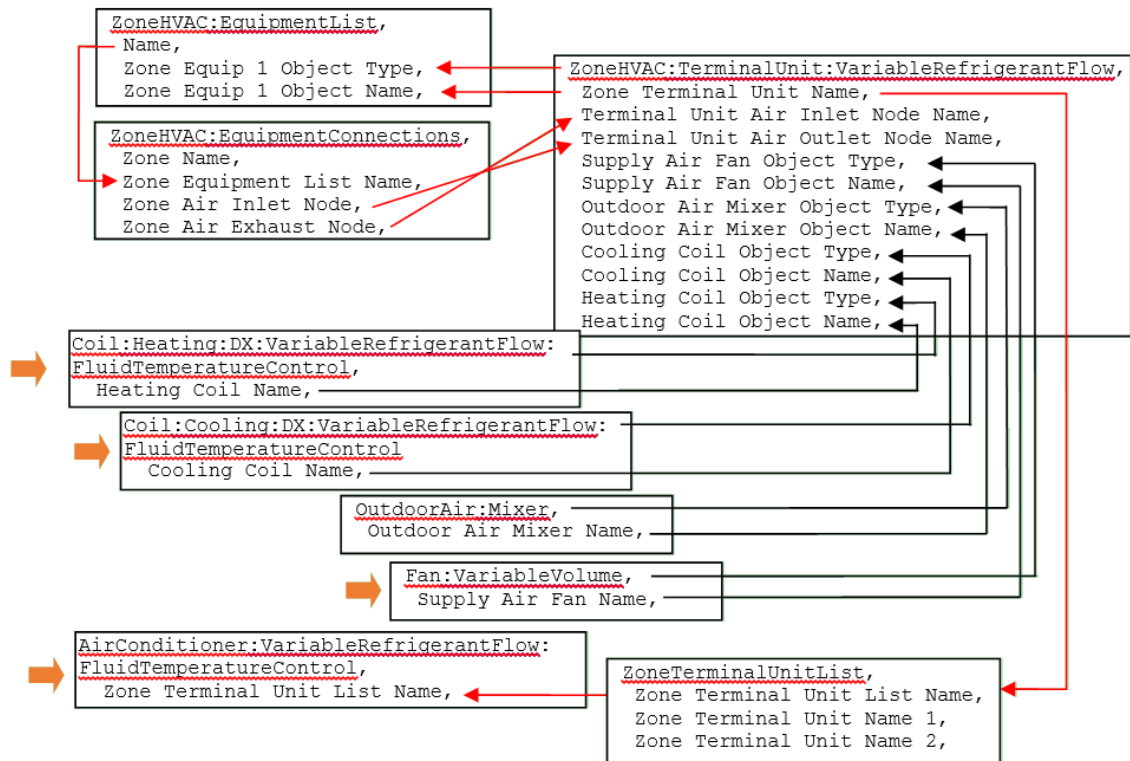 ZoneHVAC:EquipmentList,
Name,
Zone Equip 1 Object Type,
Zone Equip 1 Object Name,
ZoneHVAC:EquipmentConnections,
Zone Name,
Zone Equipment List Name,
Zone Air Inlet Node,
Zone Air Exhaust Node,
ZoneHVAC:TerminalUnit:VariableRefrigerantFlow,
Zone Terminal Unit Name,
Terminal Unit Air Inlet Node Name,
Terminal Unit Air Outlet Node Name,
Supply Air Fan Object Type,
Supply Air Fan Object Name,
Outdoor Air Mixer Object Type,
Outdoor Air Mixer Object Name,
Cooling Coil Object Type,
Cooling Coil Object Name,
Heating Coil Object Type,
Heating Coil Object Name,
Coil:Heating:DX:VariableRefrigerantFlow:
FluidTemperatureControl,
Heating Coil Name,
Coil:Cooling:DX:VariableRefrigerantFlow:
FluidTemperatureControl
Cooling Coil Name,
OutdoorAir:Mixer,
Outdoor Air Mixer Name,
Fan:VariableVolume,
Supply Air Fan Name,
AirConditioner:VariableRefrigerantFlow:
FluidTemperatureControl,
Zone Terminal Unit List Name,
ZoneTerminalUnitList,
Zone Terminal Unit List Name,
Zone Terminal Unit Name 1,
Zone Terminal Unit Name 2,